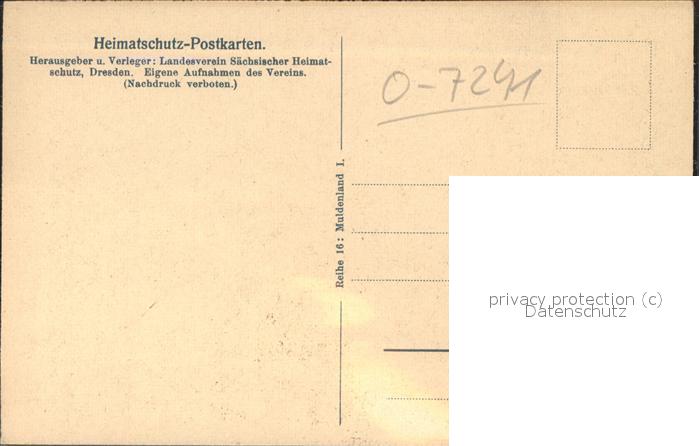 Heimatschutz-Postkarten.
Herausgeber u. Verleger: Landesverein Sächsischer Heimat-
schutz, Dresden. Eigene Aufnahmen des Vereins.
(Nachdruck verboten.)
O-7241
Reihe 16: Muldenland I.
privacy protection (c)
Datenschutz